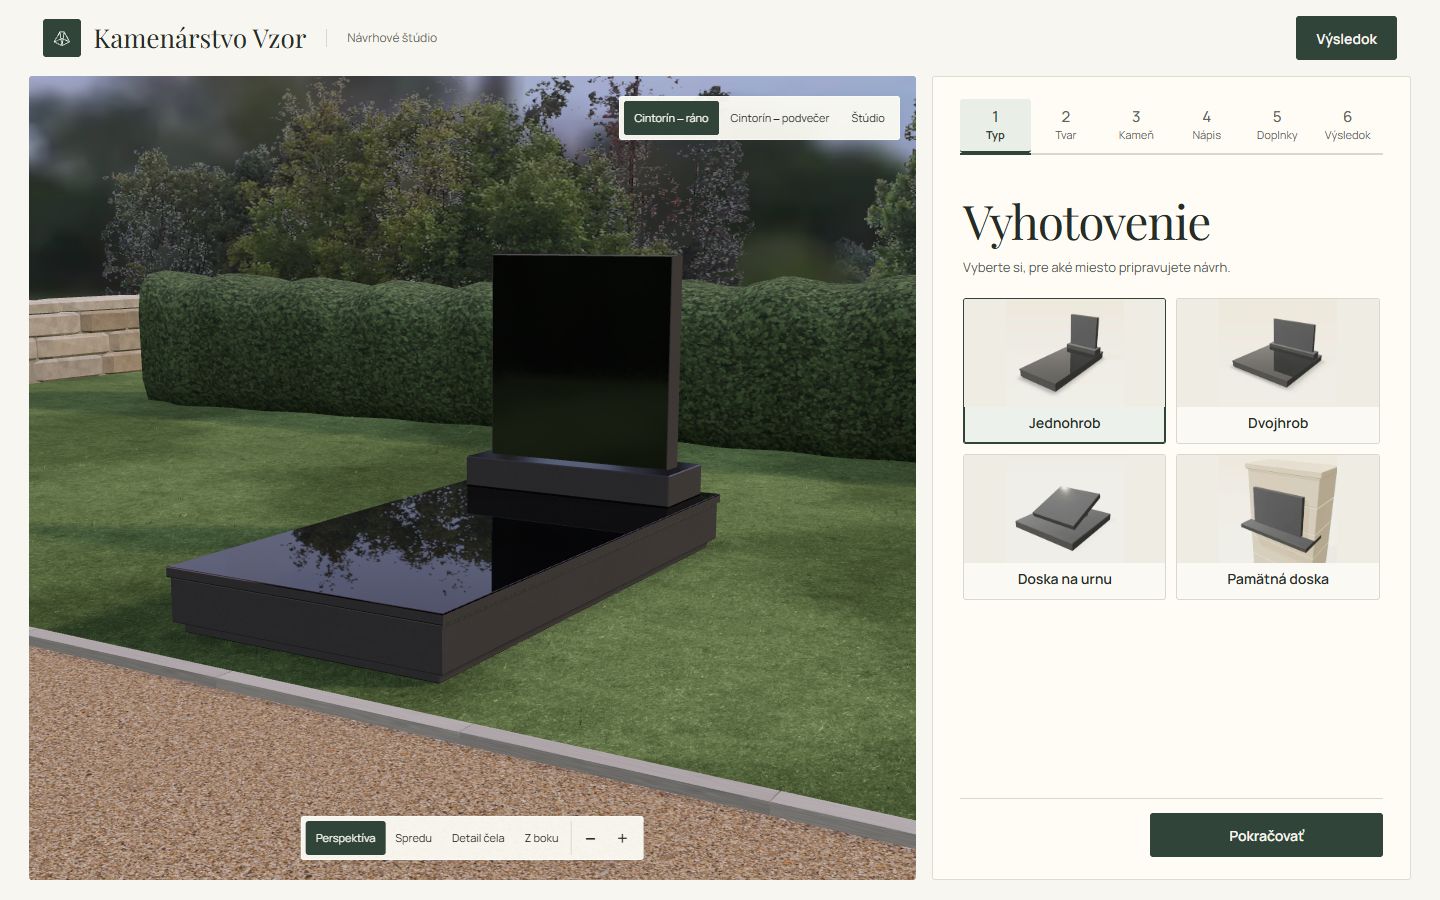 Kamenárstvo Vzor
Návrhové štúdio
Výsledok
Cintorín – ráno
Cintorín – podvečer
Štúdio
1
Typ
2
Tvar
3
Kameň
4
Nápis
5
Doplnky
6
Výsledok
Vyhotovenie
Vyberte si, pre aké miesto pripravujete návrh.
Jednohrob
Dvojhrob
Doska na urnu
Pamätná doska
Perspektíva
Spredu
Detail čela
Z boku
−
+
Pokračovať